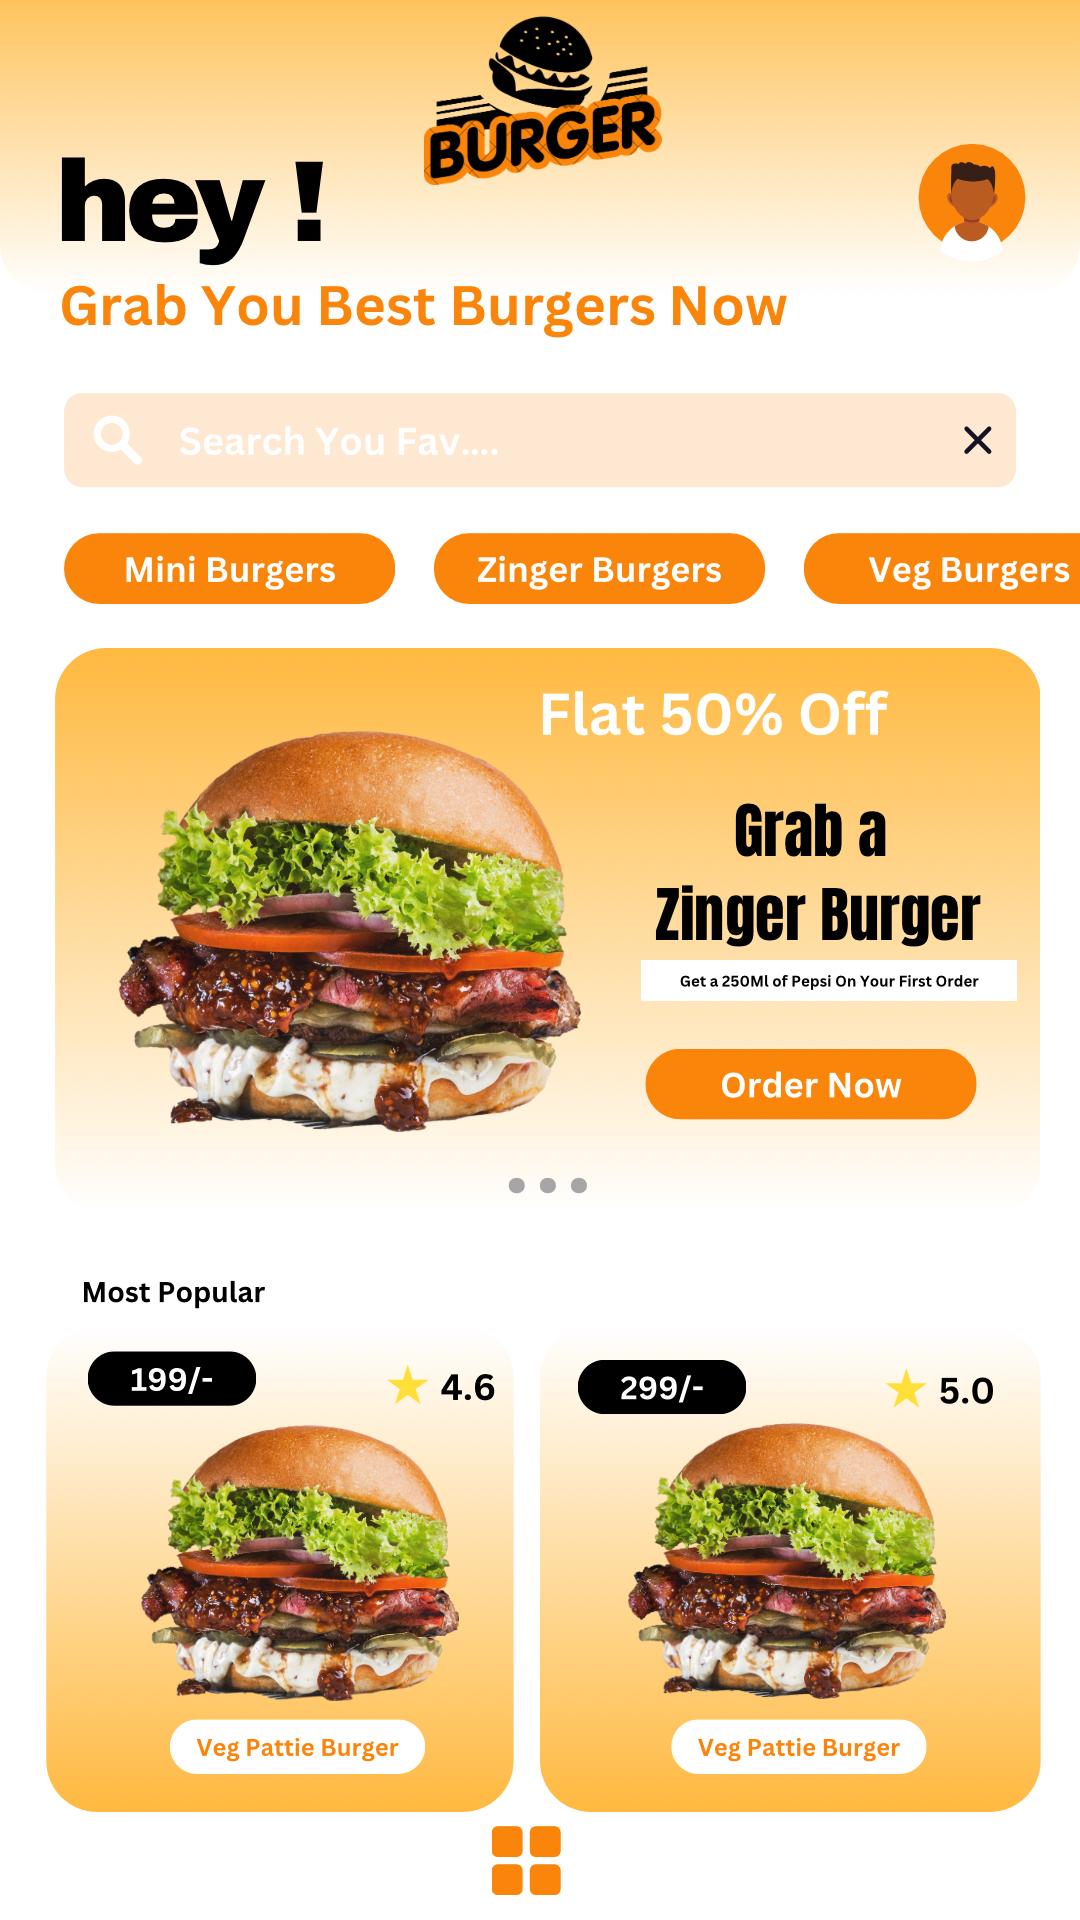 BURGER
hey !
Grab You Best Burgers Now
Search You Fav....
Mini Burgers
Zinger Burgers
Veg Burgers
Flat 50% Off
Grab a
Zinger Burger
Get a 250Ml of Pepsi On Your First Order
Order Now
Most Popular
199/-
4.6
299/-
5.0
Veg Pattie Burger
Veg Pattie Burger